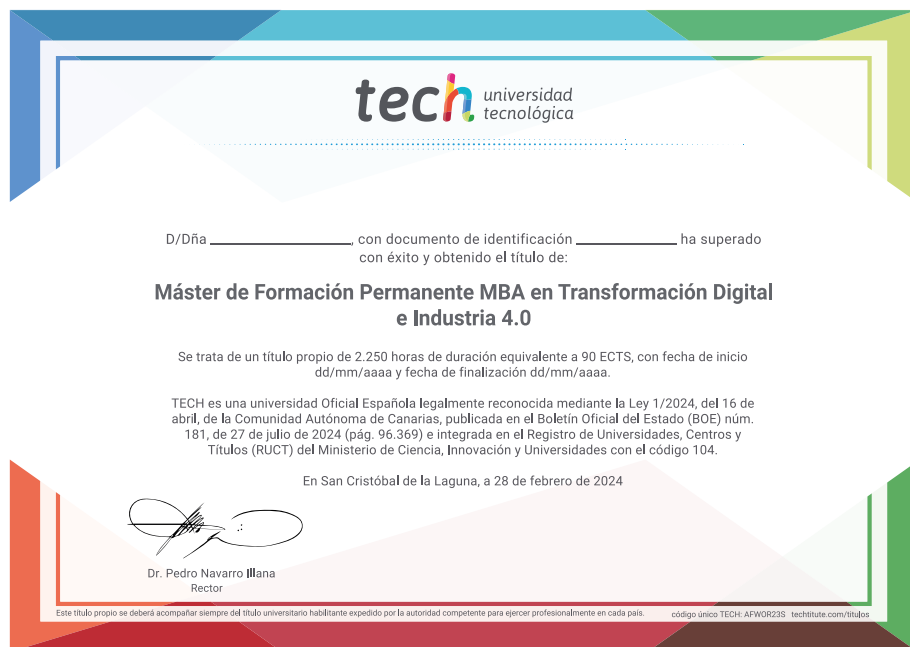 tech universidad
tecnológica
D/Dña ____________________, con documento de identificación ______________ ha superado
con éxito y obtenido el título de:
Máster de Formación Permanente MBA en Transformación Digital
e Industria 4.0
Se trata de un título propio de 2.250 horas de duración equivalente a 90 ECTS, con fecha de inicio
dd/mm/aaaa y fecha de finalización dd/mm/aaaa.
TECH es una universidad Oficial Española legalmente reconocida mediante la Ley 1/2024, del 16 de
abril, de la Comunidad Autónoma de Canarias, publicada en el Boletín Oficial del Estado (BOE) núm.
181, de 27 de julio de 2024 (pág. 96.369) e integrada en el Registro de Universidades, Centros y
Títulos (RUCT) del Ministerio de Ciencia, Innovación y Universidades con el código 104.
En San Cristóbal de la Laguna, a 28 de febrero de 2024
Dr. Pedro Navarro Illana
Rector
Este título propio se deberá acompañar siempre del título universitario habilitante expedido por la autoridad competente para ejercer profesionalmente en cada país.
código único TECH: AFWOR23S techtitute.com/titulos